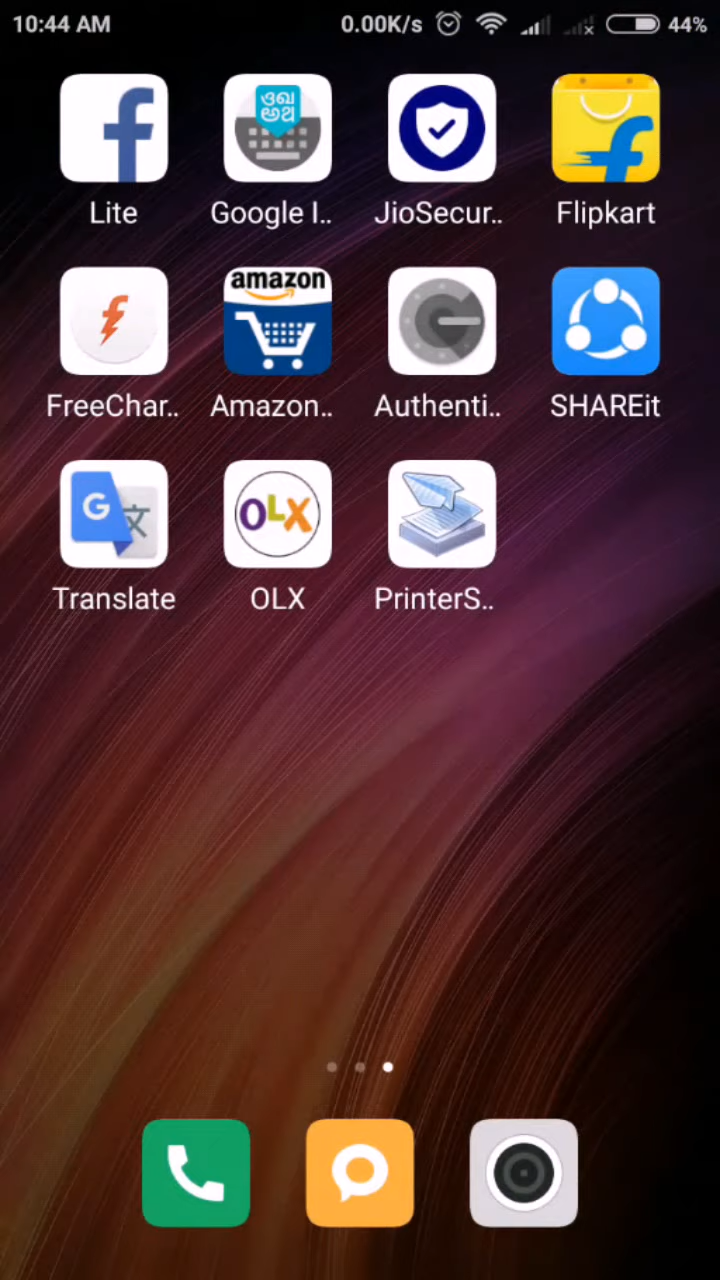 10:44 AM 0.00K/s 44%
Lite Google I.. JioSecur.. Flipkart
amazon
FreeChar.. Amazon.. Authenti.. SHAREit
OLX
Translate OLX PrinterS..